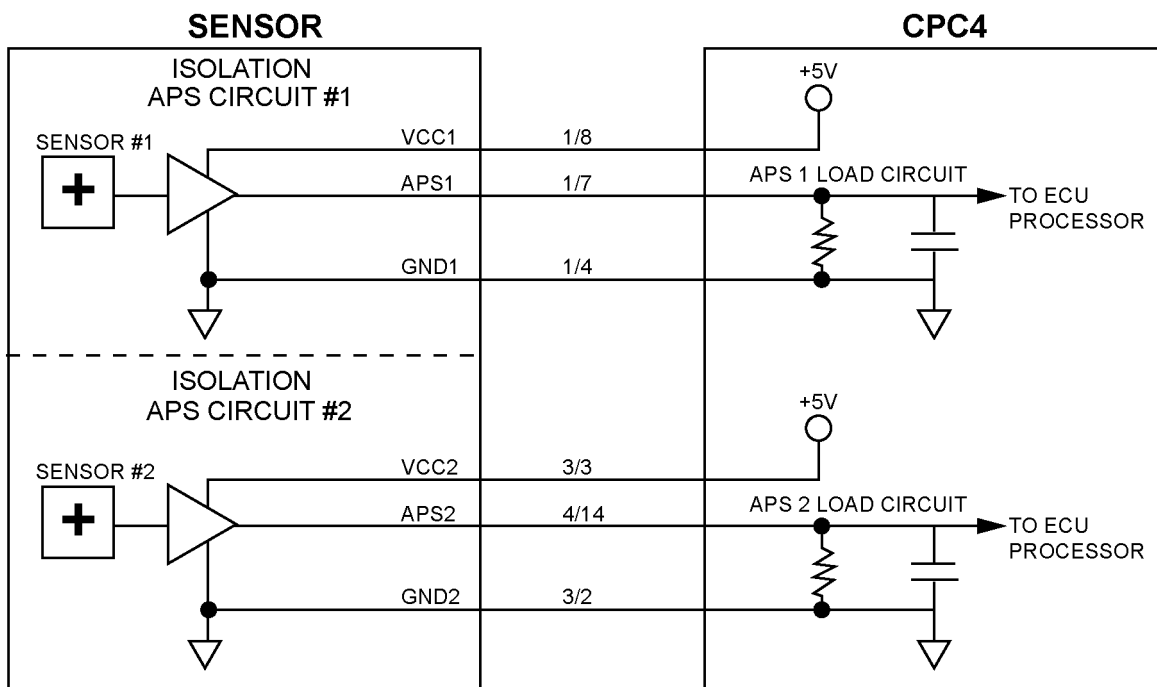 SENSOR
CPC4
ISOLATION
APS CIRCUIT #1
SENSOR #1
VCC1
1/8
+5V
APS1
1/7
APS 1 LOAD CIRCUIT
TO ECU
PROCESSOR
GND1
1/4
ISOLATION
APS CIRCUIT #2
SENSOR #2
VCC2
3/3
+5V
APS2
4/14
APS 2 LOAD CIRCUIT
TO ECU
PROCESSOR
GND2
3/2